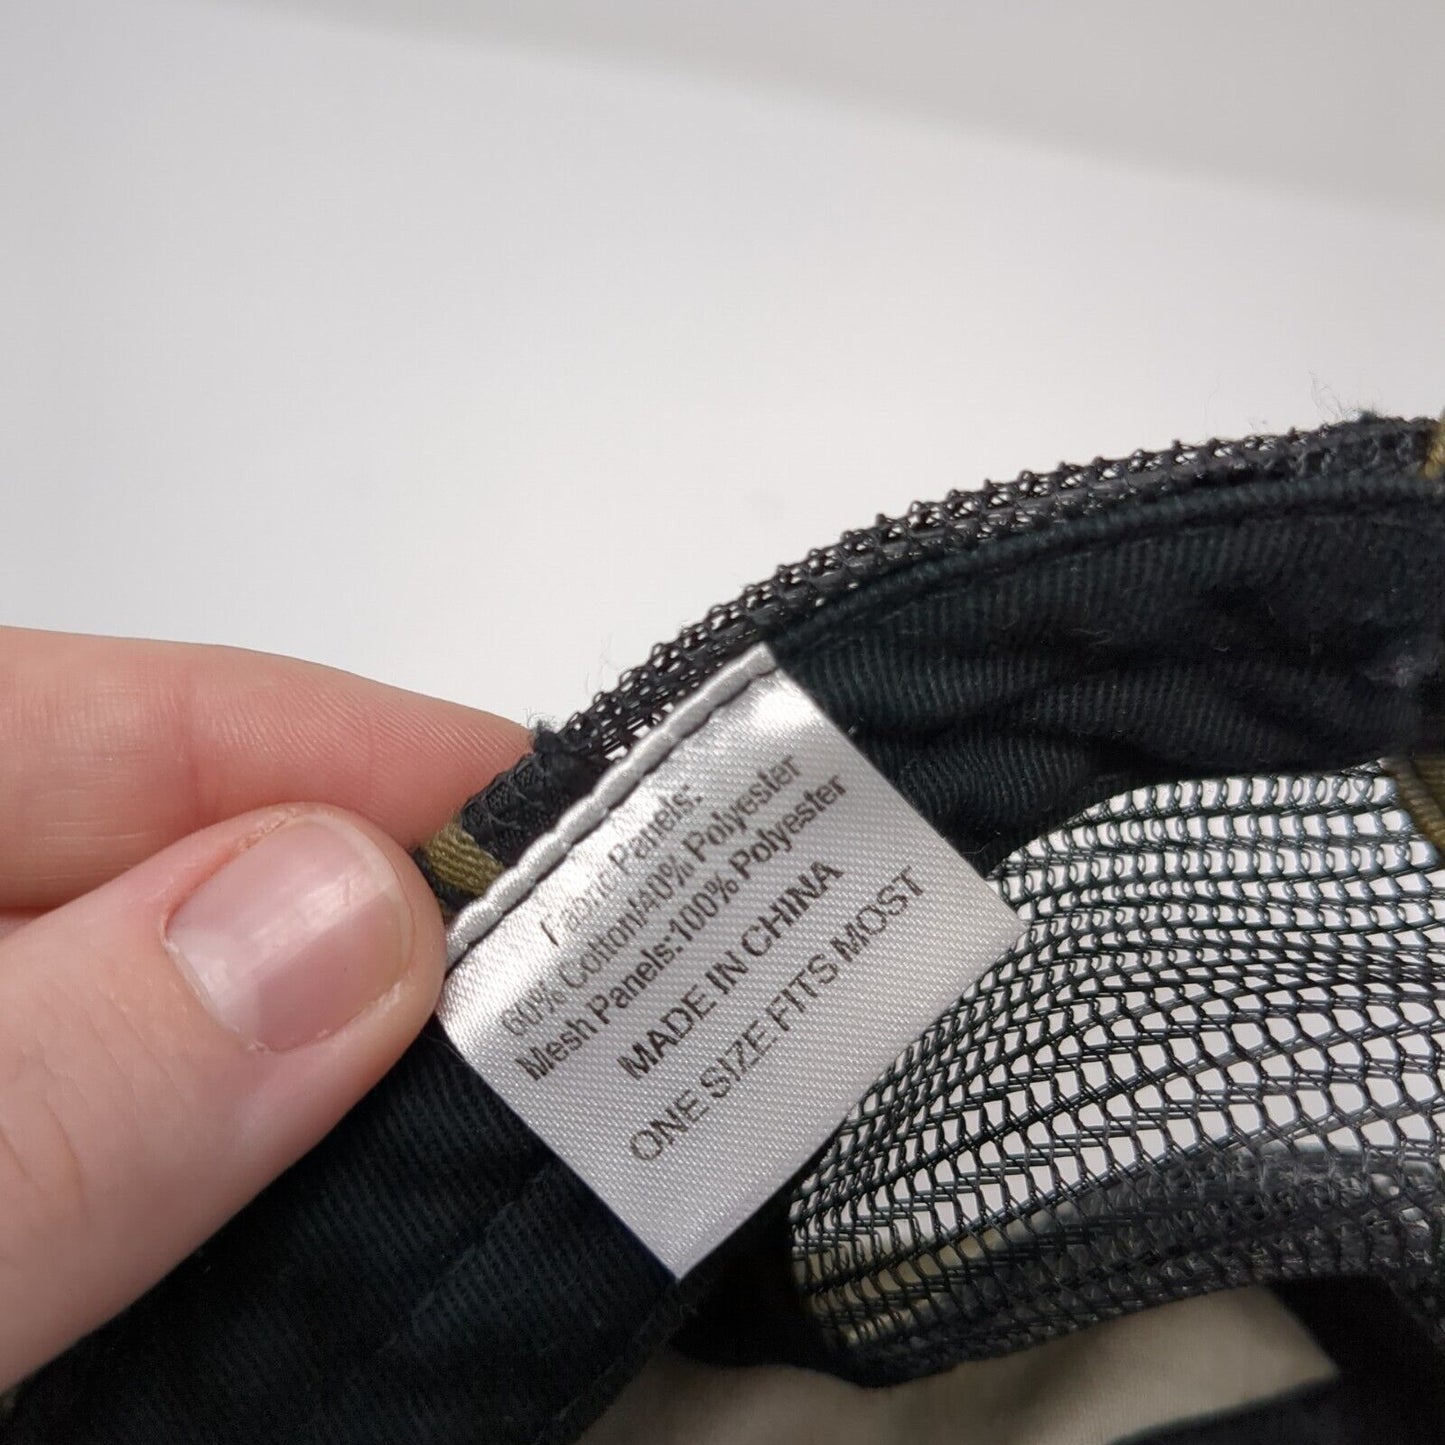 Fabric Panels:
60% Cotton/40% Polyester
Mesh Panels:100% Polyester
MADE IN CHINA
ONE SIZE FITS MOST